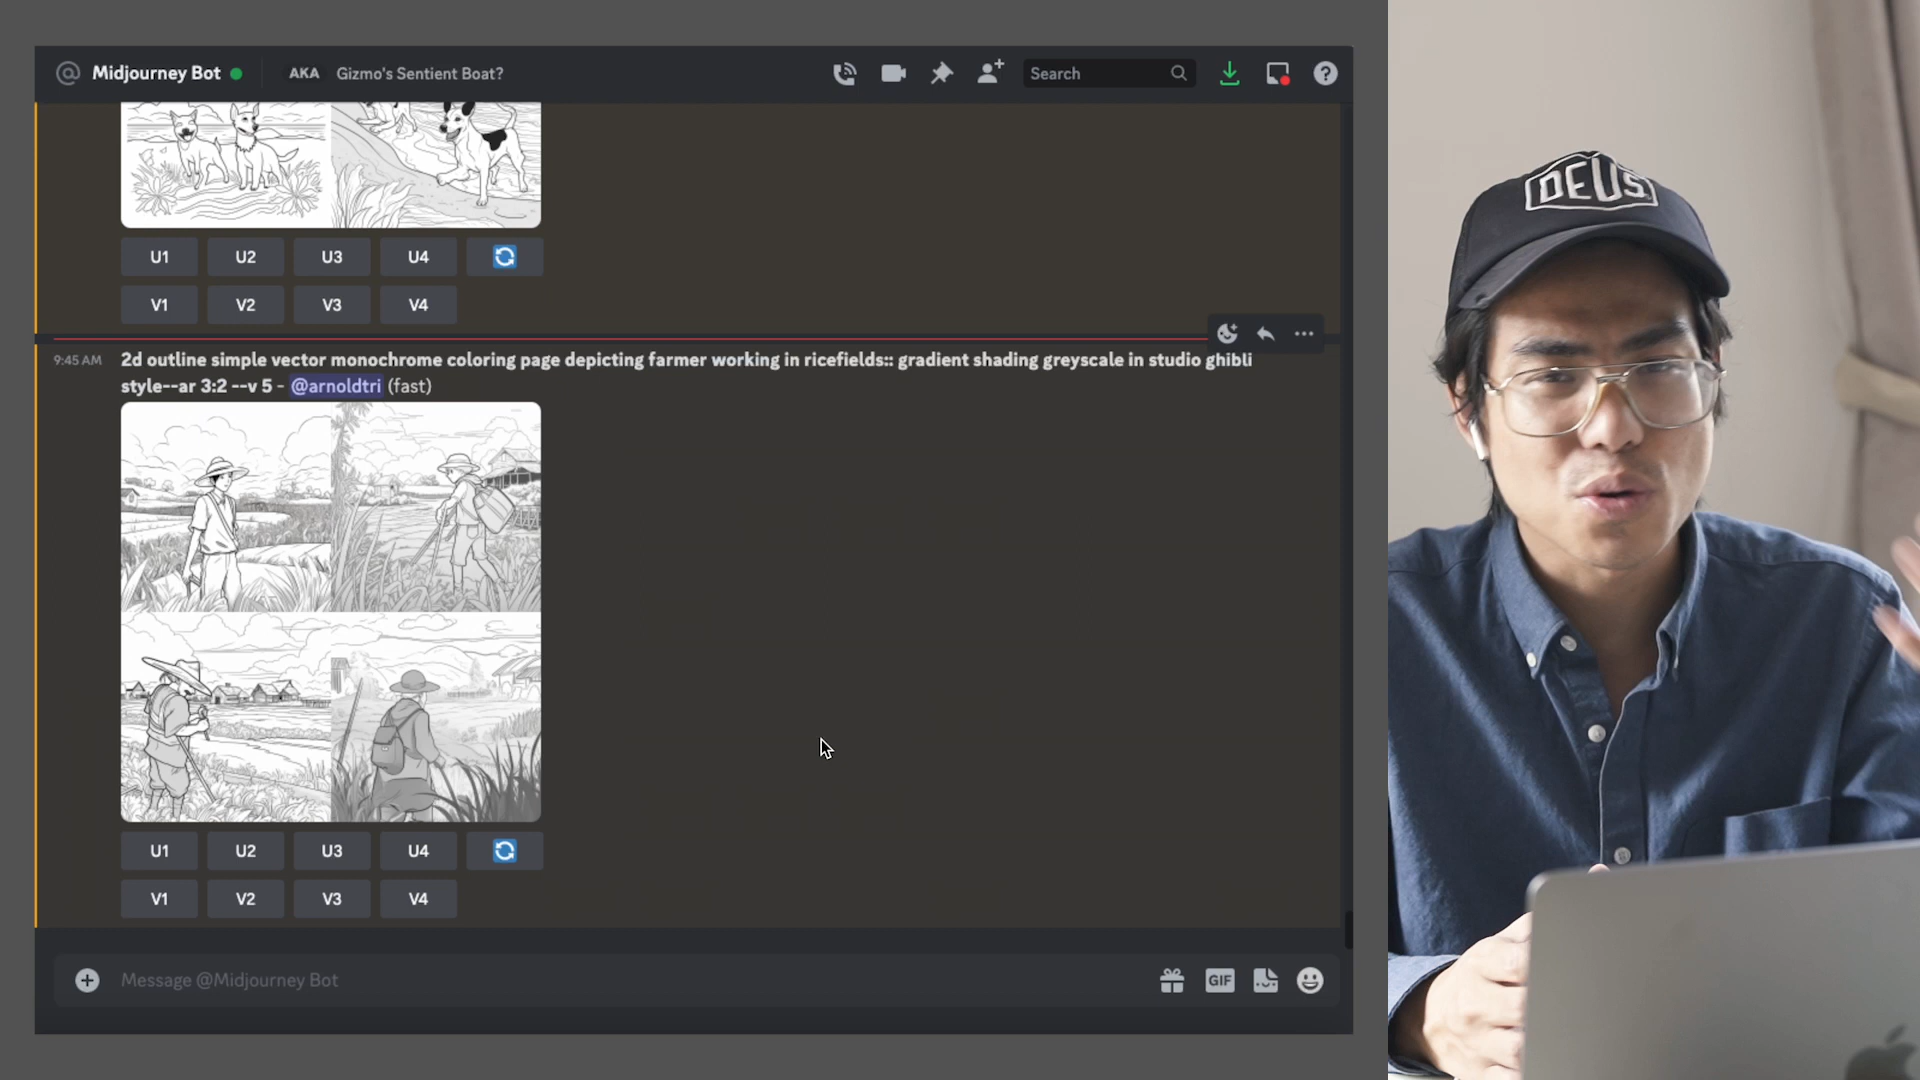 @ Midjourney Bot AKA Gizmo's Sentient Boat? Search
U1 U2 U3 U4
V1 V2 V3 V4
9:45 AM 2d outline simple vector monochrome coloring page depicting farmer working in ricefields:: gradient shading greyscale in studio ghibli
style--ar 3:2 --v 5 - @arnoldtri (fast)
U1 U2 U3 U4
V1 V2 V3 V4
Message @Midjourney Bot GIF
DEUS